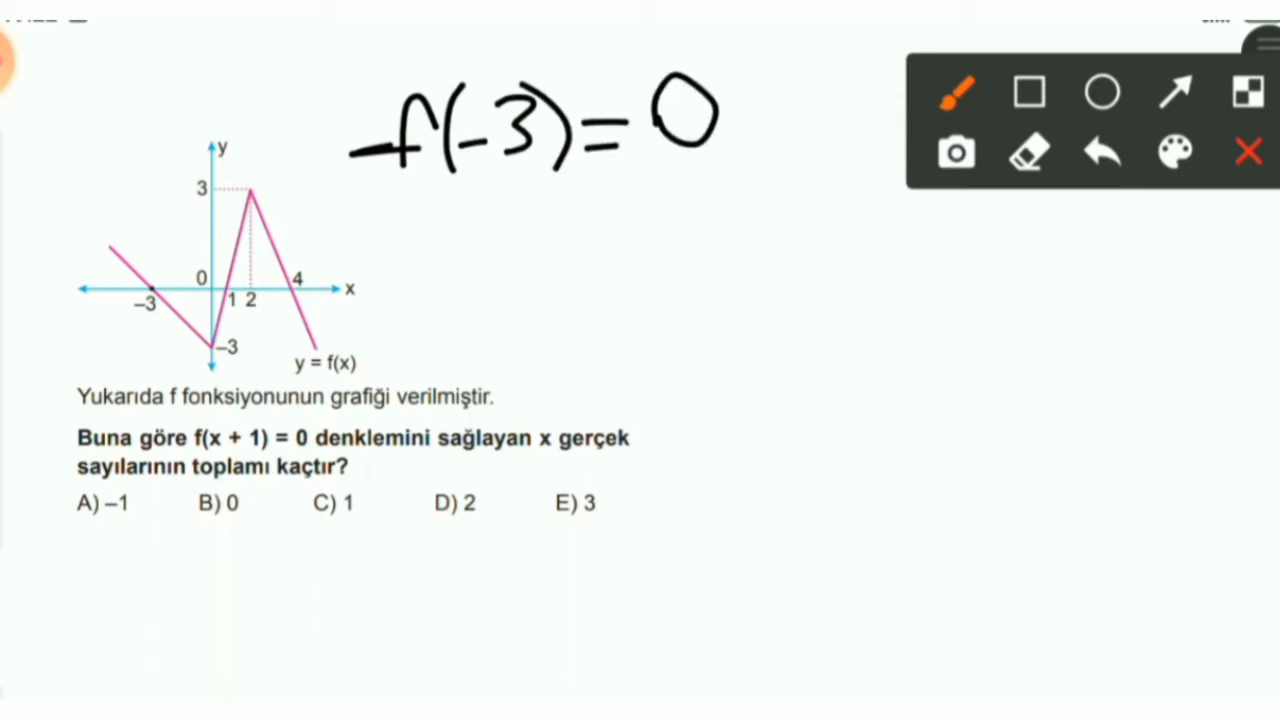 f(-3)=0
y
3
0
4
x
–3
1 2
–3
y = f(x)
Yukarıda f fonksiyonunun grafiği verilmiştir.
Buna göre f(x + 1) = 0 denklemini sağlayan x gerçek
sayılarının toplamı kaçtır?
A) –1 B) 0 C) 1 D) 2 E) 3